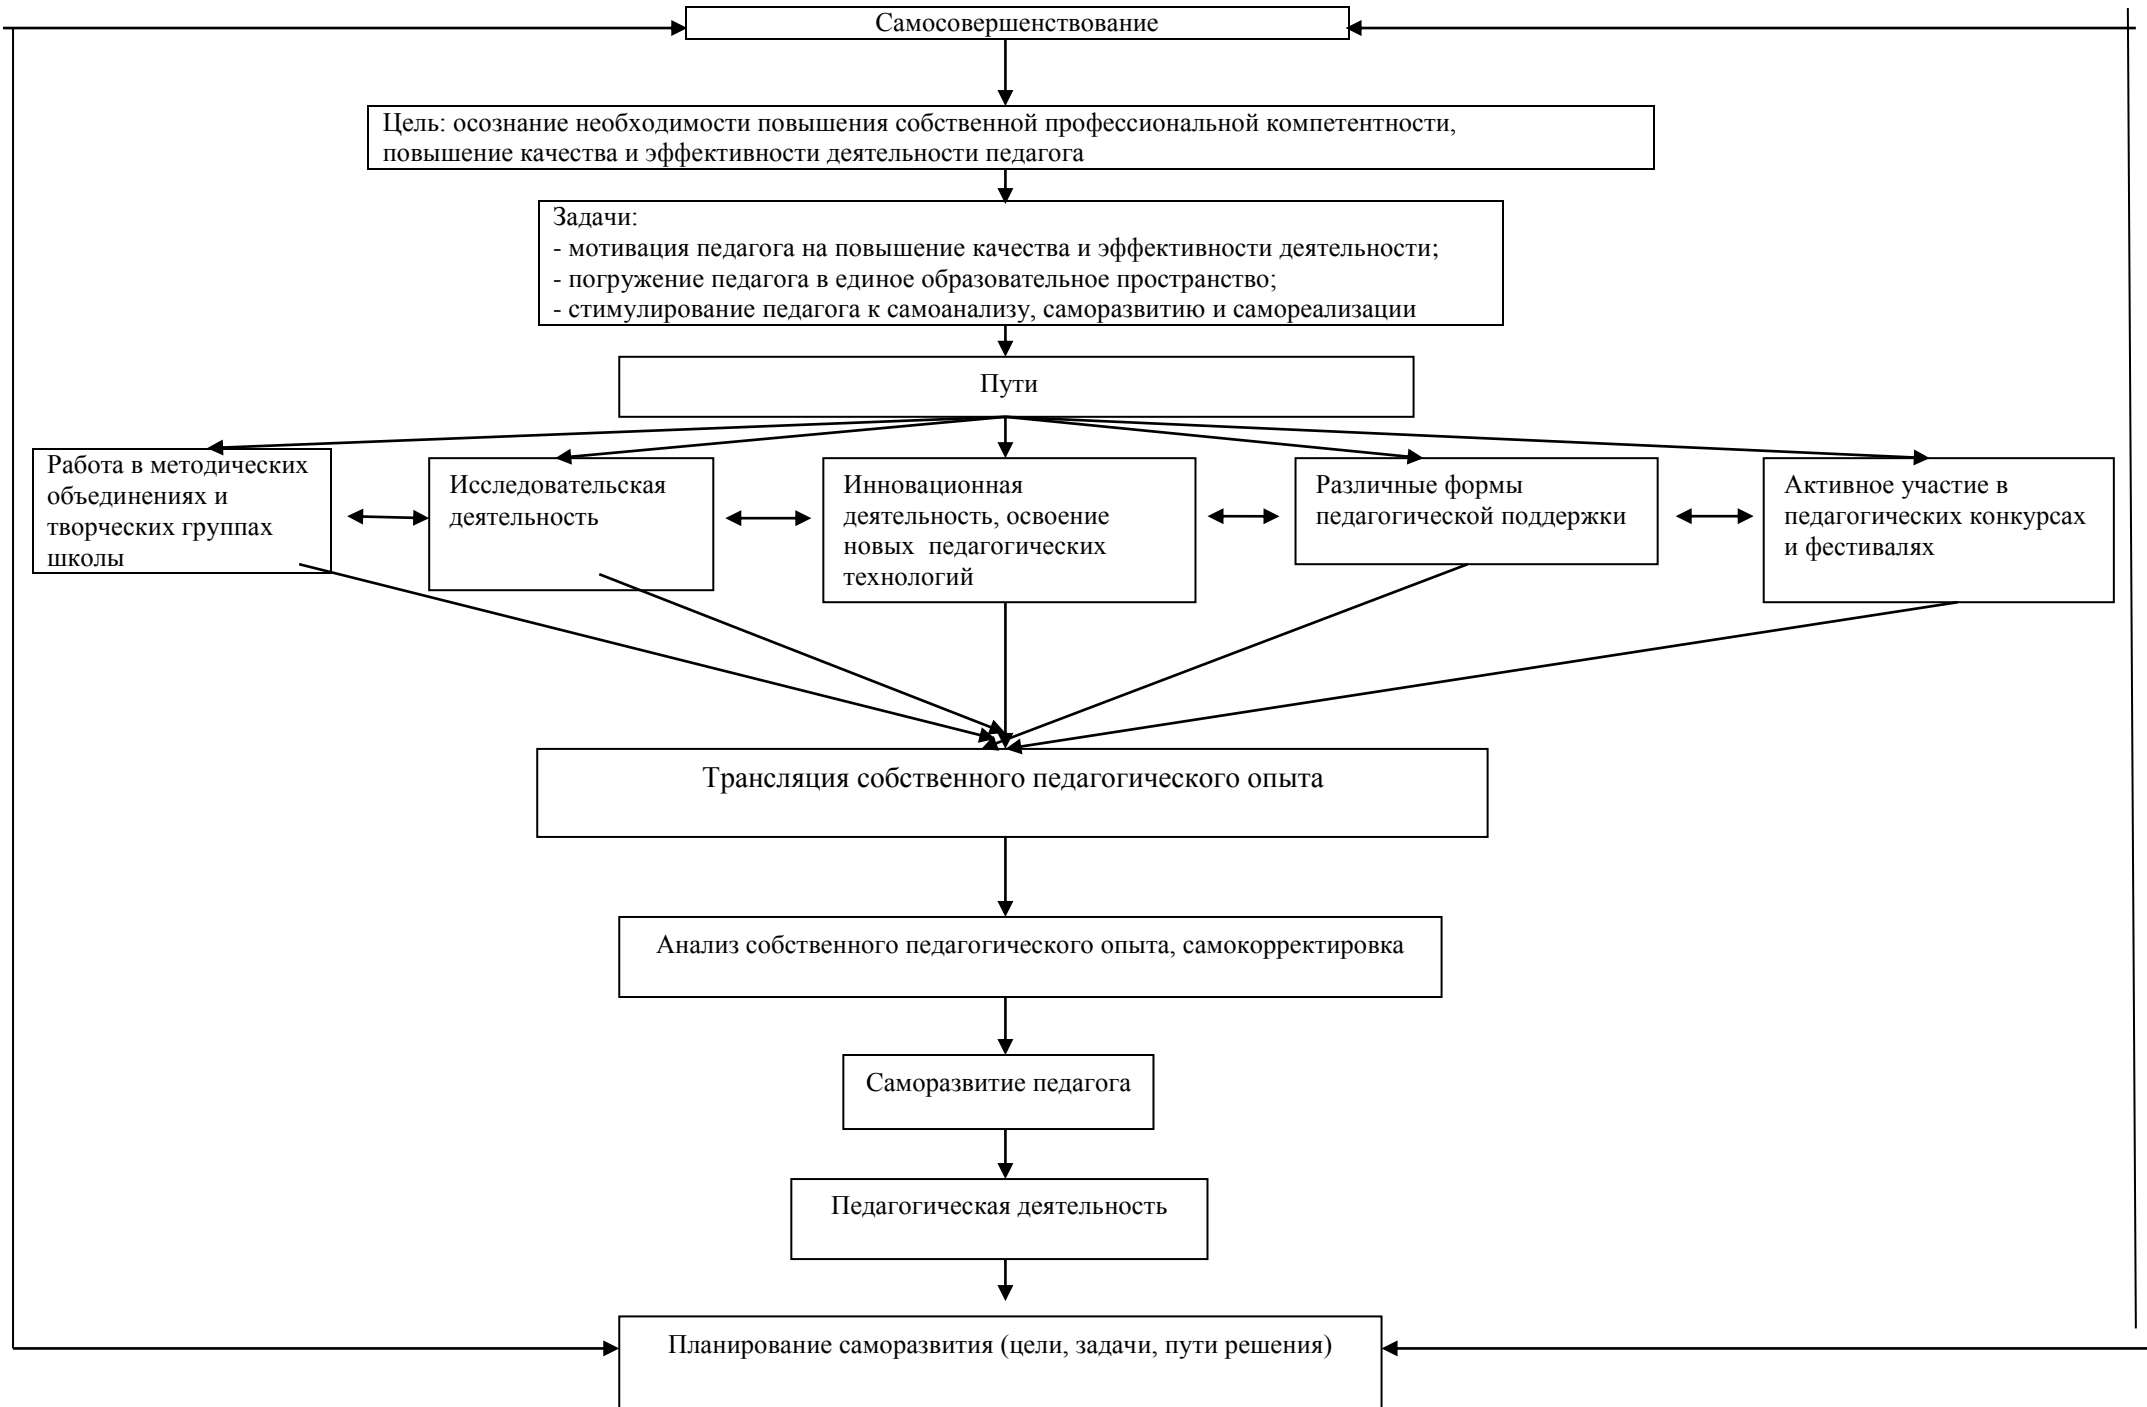 Самосовершенствование
Цель: осознание необходимости повышения собственной профессиональной компетентности,
повышение качества и эффективности деятельности педагога
Задачи:
- мотивация педагога на повышение качества и эффективности деятельности;
- погружение педагога в единое образовательное пространство;
- стимулирование педагога к самоанализу, саморазвитию и самореализации
Пути
Работа в методических
объединениях и
творческих группах
школы
Исследовательская
деятельность
Инновационная
деятельность, освоение
новых  педагогических
технологий
Различные формы
педагогической поддержки
Активное участие в
педагогических конкурсах
и фестивалях
Трансляция собственного педагогического опыта
Анализ собственного педагогического опыта, самокорректировка
Саморазвитие педагога
Педагогическая деятельность
Планирование саморазвития (цели, задачи, пути решения)